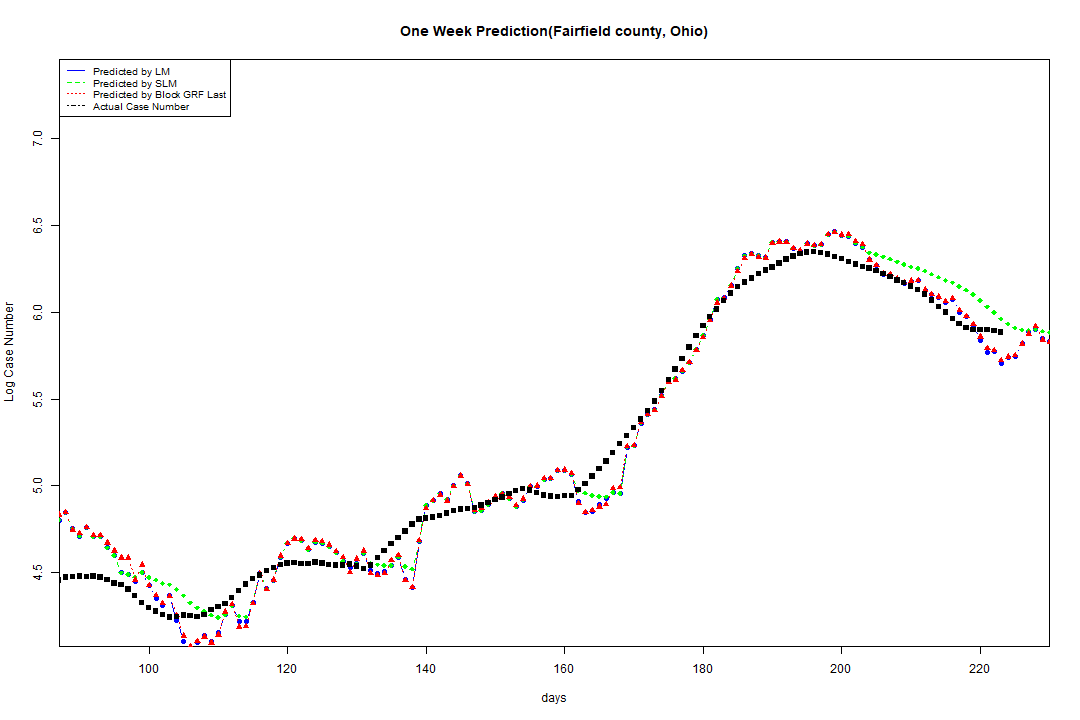 One Week Prediction(Fairfield county, Ohio)
Predicted by LM
Predicted by SLM
Predicted by Block GRF Last
Actual Case Number
7.0
6.5
6.0
5.5
5.0
4.5
Log Case Number
100 120 140 160 180 200 220
days